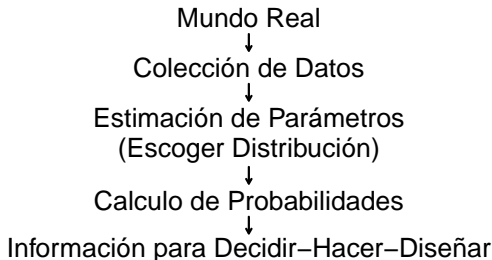 Mundo Real
Colección de Datos
Estimación de Parámetros
(Escoger Distribución)
Calculo de Probabilidades
Información para Decidir−Hacer−Diseñar